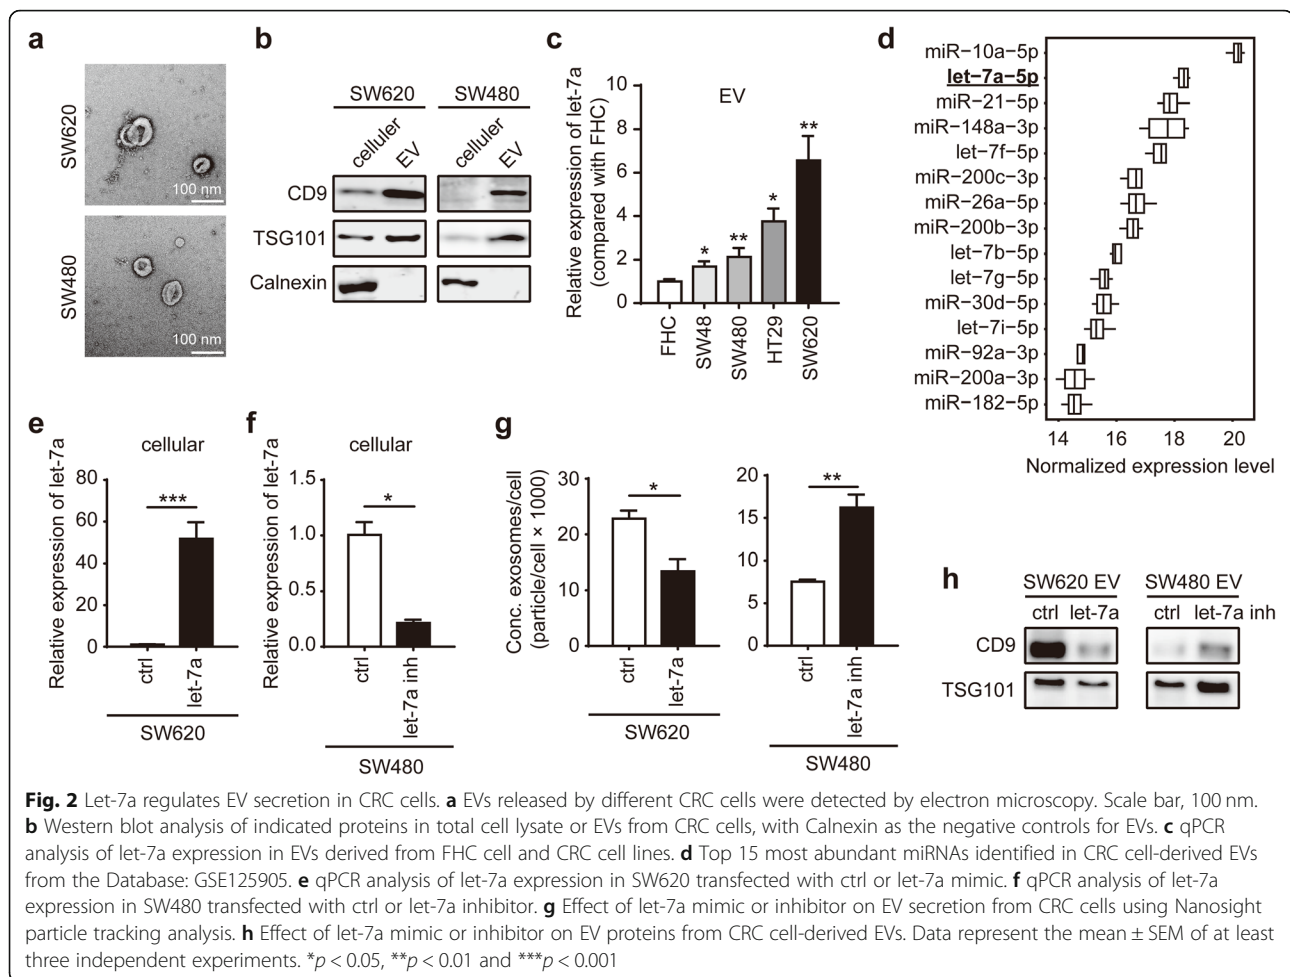 a
SW620
100 nm
SW480
100 nm
b
SW620 SW480
celluler EV celluler EV
CD9
TSG101
Calnexin
c
Relative expression of let-7a
(compared with FHC)
EV
10
8
6
4
2
0
* ** * **
FHC SW48 SW480 HT29 SW620
d
miR−10a−5p
let−7a−5p
miR−21−5p
miR−148a−3p
let−7f−5p
miR−200c−3p
miR−26a−5p
miR−200b−3p
let−7b−5p
let−7g−5p
miR−30d−5p
let−7i−5p
miR−92a−3p
miR−200a−3p
miR−182−5p
14 16 18 20
Normalized expression level
e
cellular
Relative expression of let-7a
80
60
40
20
0
***
ctrl let-7a
SW620
f
cellular
Relative expression of let-7a
1.5
1.0
0.5
0.0
*
ctrl let-7a inh
SW480
g
Conc. exosomes/cell
(particle/cell × 1000)
30
20
10
0
*
ctrl let-7a
SW620
20
15
10
5
0
**
ctrl let-7a inh
SW480
h
SW620 EV SW480 EV
ctrl let-7a ctrl let-7a inh
CD9
TSG101
Fig. 2 Let-7a regulates EV secretion in CRC cells. a EVs released by different CRC cells were detected by electron microscopy. Scale bar, 100 nm.
b Western blot analysis of indicated proteins in total cell lysate or EVs from CRC cells, with Calnexin as the negative controls for EVs. c qPCR
analysis of let-7a expression in EVs derived from FHC cell and CRC cell lines. d Top 15 most abundant miRNAs identified in CRC cell-derived EVs
from the Database: GSE125905. e qPCR analysis of let-7a expression in SW620 transfected with ctrl or let-7a mimic. f qPCR analysis of let-7a
expression in SW480 transfected with ctrl or let-7a inhibitor. g Effect of let-7a mimic or inhibitor on EV secretion from CRC cells using Nanosight
particle tracking analysis. h Effect of let-7a mimic or inhibitor on EV proteins from CRC cell-derived EVs. Data represent the mean ± SEM of at least
three independent experiments. *p < 0.05, **p < 0.01 and ***p < 0.001